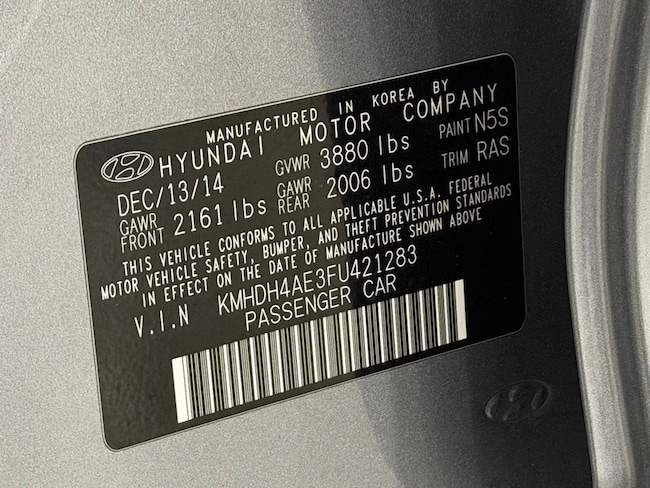 MANUFACTURED IN KOREA BY
HYUNDAI MOTOR COMPANY
DEC/13/14 GVWR 3880 lbs PAINT N5S
GAWR FRONT 2161 lbs GAWR REAR 2006 lbs TRIM RAS
THIS VEHICLE CONFORMS TO ALL APPLICABLE U.S.A. FEDERAL
MOTOR VEHICLE SAFETY, BUMPER, AND THEFT PREVENTION STANDARDS
IN EFFECT ON THE DATE OF MANUFACTURE SHOWN ABOVE
V.I.N KMHDH4AE3FU421283
PASSENGER CAR